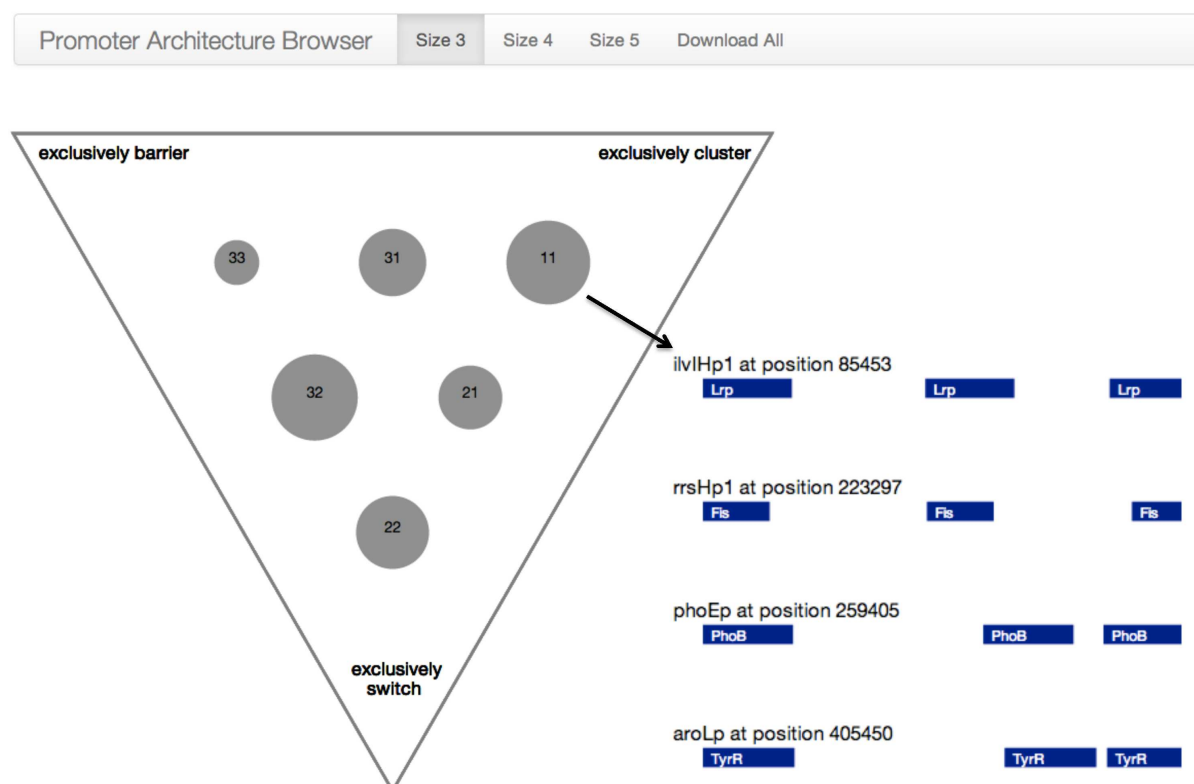 Promoter Architecture Browser Size 3 Size 4 Size 5 Download All
exclusively barrier exclusively cluster
33 31 11
32 21
22
exclusively
switch
ilvIHp1 at position 85453
Lrp Lrp Lrp
rrsHp1 at position 223297
Fis Fis Fis
phoEp at position 259405
PhoB PhoB PhoB
aroLp at position 405450
TyrR TyrR TyrR